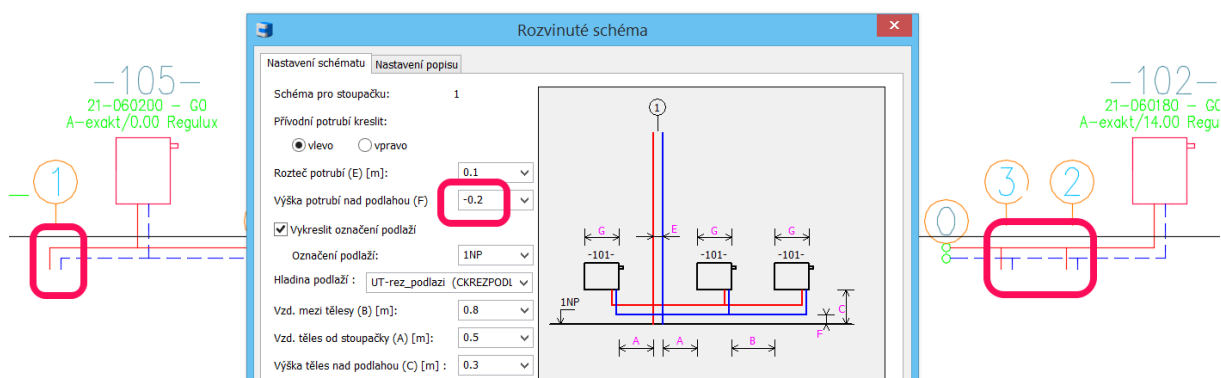 Rozvinuté schéma
Nastavení schématu
Nastavení popisu
Schéma pro stoupačku: 1
Přívodní potrubí kreslit:
vlevo
vpravo
Rozteč potrubí (E) [m]: 0.1
Výška potrubí nad podlahou (F) -0.2
Vykreslit označení podlaží
Označení podlaží: 1NP
Hladina podlaží : UT-rez_podlazi (CKREZPODL
Vzd. mezi tělesy (B) [m]: 0.8
Vzd. těles od stoupačky (A) [m]: 0.5
Výška těles nad podlahou (C) [m] : 0.3
1
E
G
G
G
-101-
-101-
-101-
1NP
C
F
A
A
B
-105-
21-060200 - G0
A-exakt/0.00 Regulux
1
-102-
21-060180 - G0
A-exakt/14.00 Regu
3
2
0